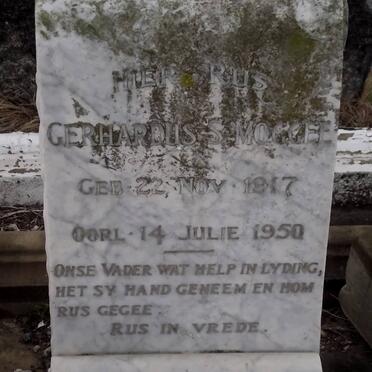 HIER RUS
GERHARDUS S. MOGGEE
GEB. 22. NOV. 1917
OORL. 14 JULIE 1950
ONSE VADER WAT HELP IN LYDING,
HET SY HAND GENEEM EN HOM
RUS GEGEE
RUS IN VREDE.